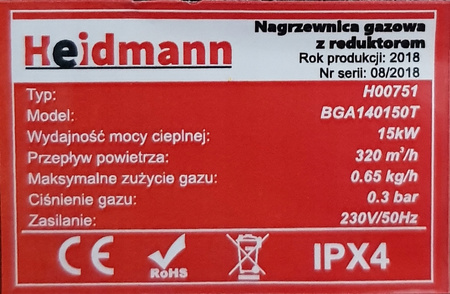 Heidmann
Nagrzewnica gazowa
z reduktorem
Rok produkcji: 2018
Nr serii: 08/2018
Typ: H00751
Model: BGA140150T
Wydajność mocy cieplnej: 15kW
Przepływ powietrza: 320 m³/h
Maksymalne zużycie gazu: 0.65 kg/h
Ciśnienie gazu: 0.3 bar
Zasilanie: 230V/50Hz
CE RoHS IPX4